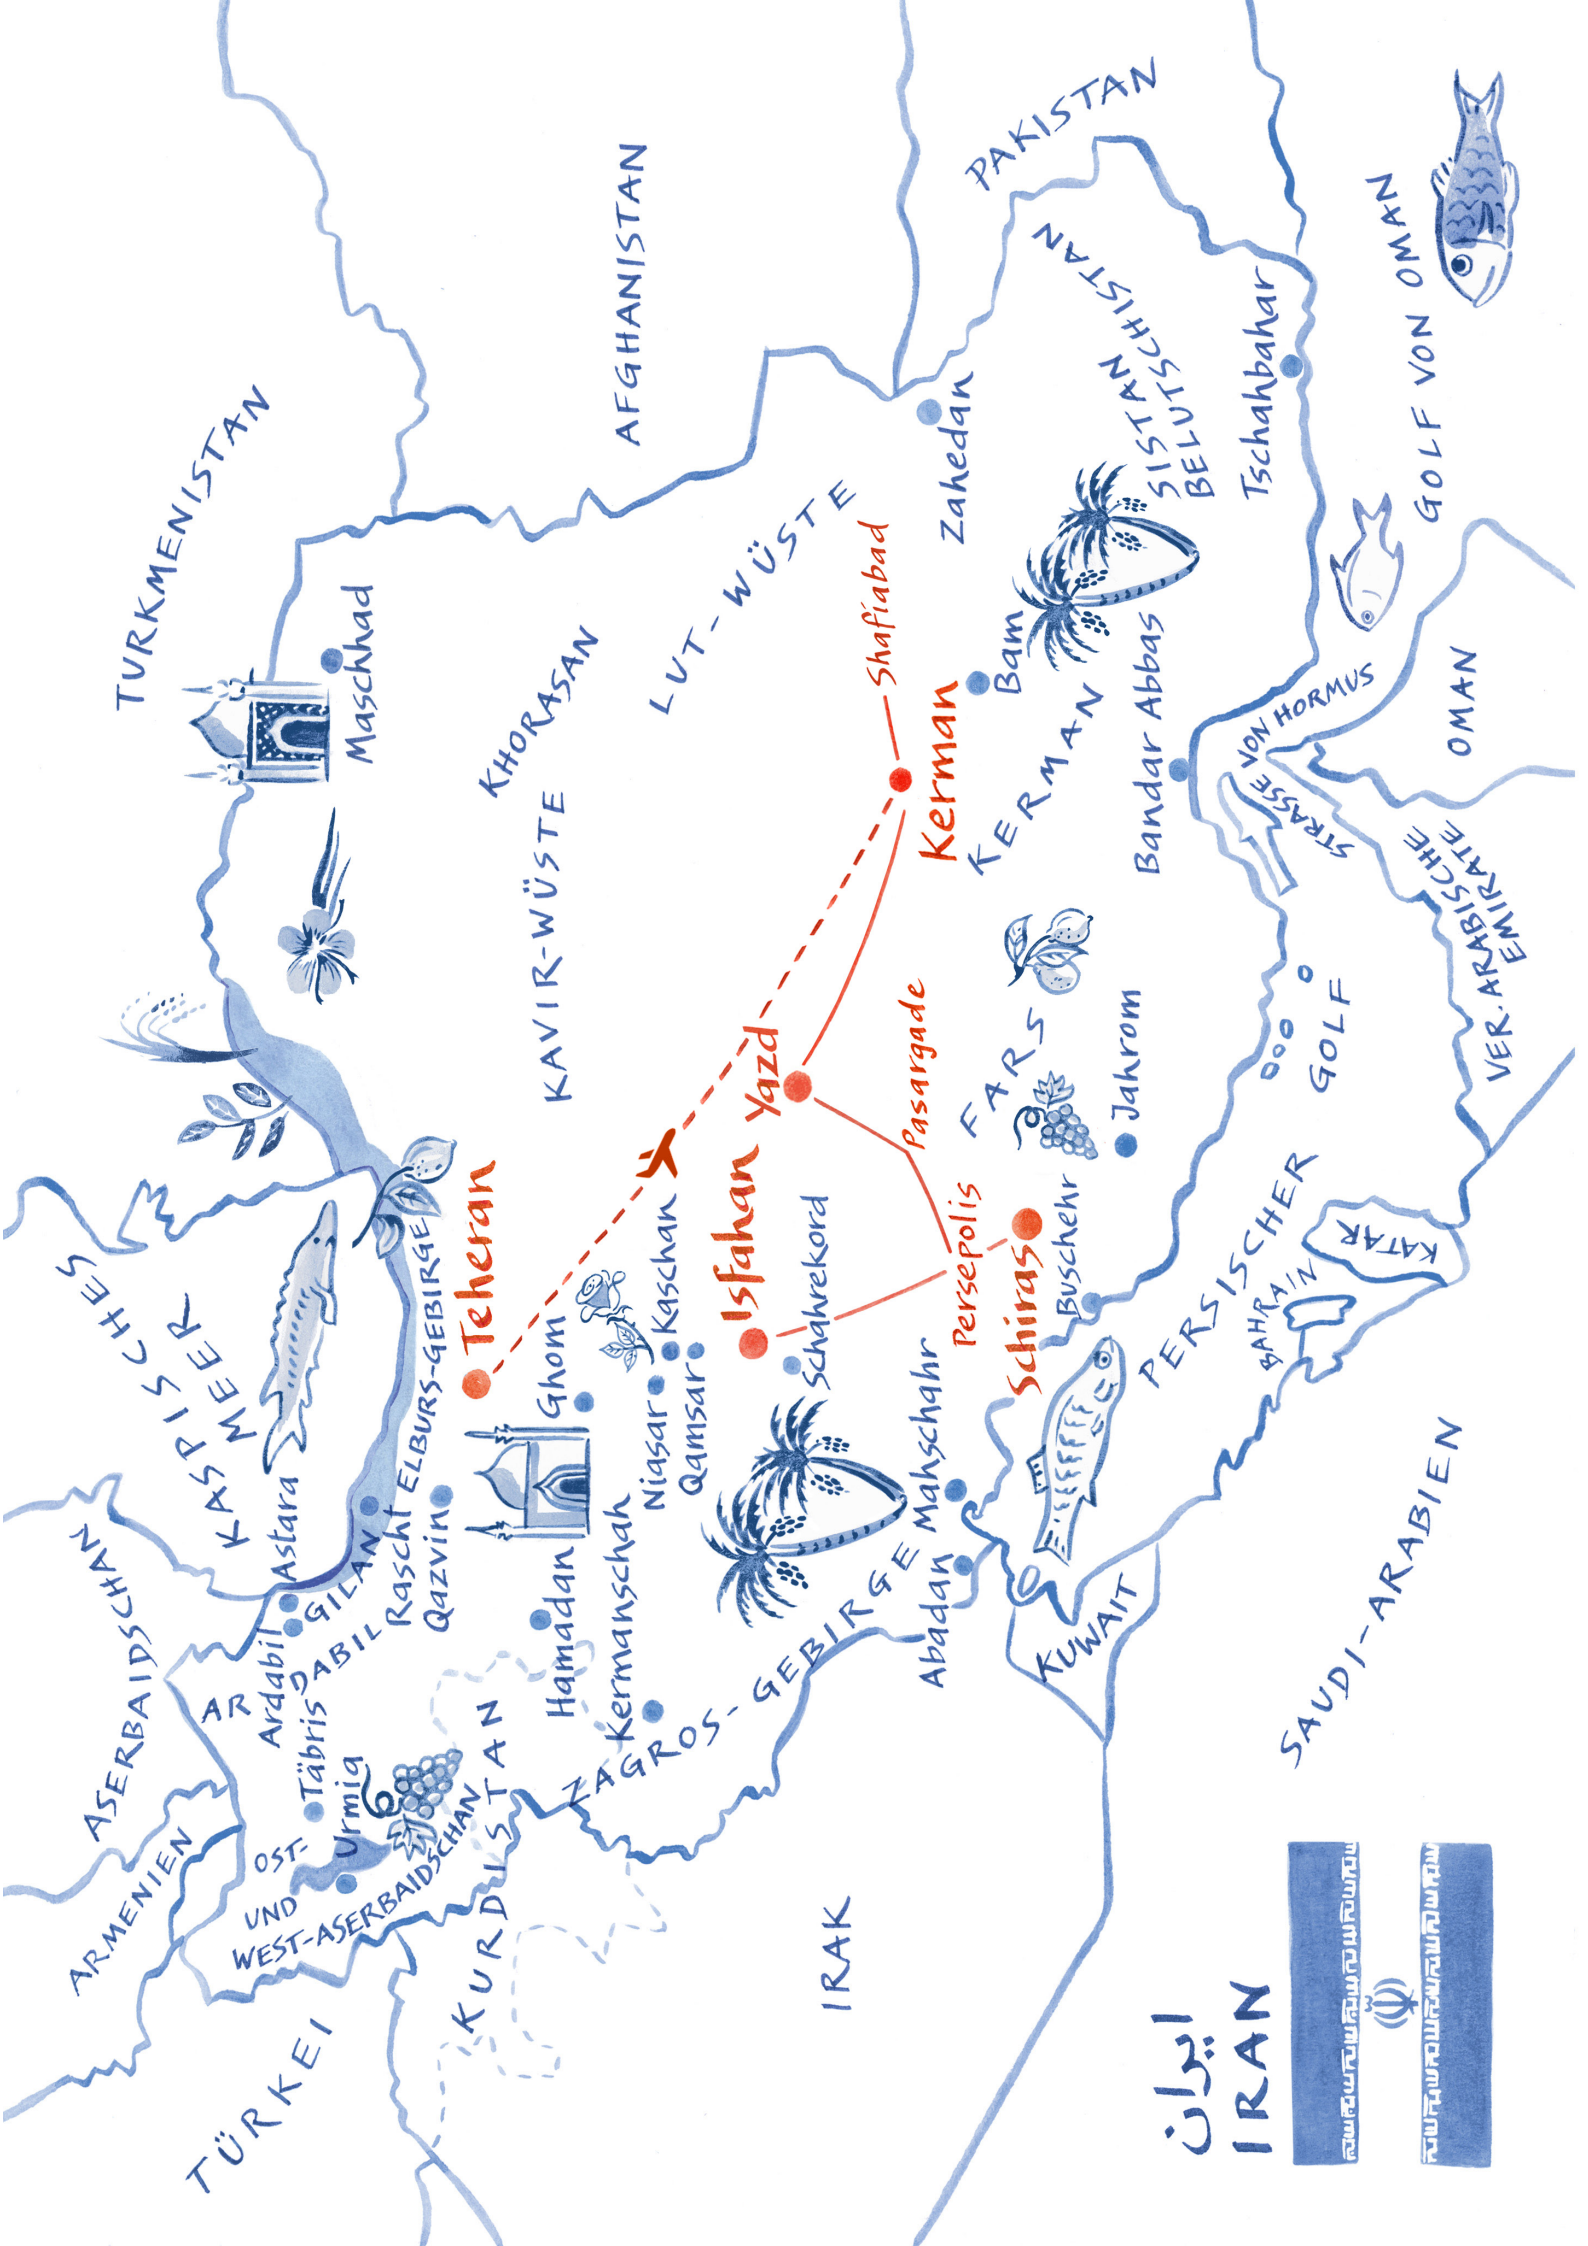 TURKMENISTAN
AFGHANISTAN
PAKISTAN
KASPISCHES
MEER
ASERBAIDSCHAN
ARMENIEN
TÜRKEI
Maschhad
KHORASAN
KAVIR-WÜSTE
LUT-WÜSTE
Astara
GILAN
Ardabil
ARDABIL
Täbris
Urmia
OST-
UND
WEST-ASERBAIDSCHAN
Rascht
ELBURS-GEBIRGE
Qazvin
Teheran
KURDISTAN
Hamadan
Ghom
Kermanschah
Niasar
Kaschan
Qamsar
Isfahan
Yazd
Schahrekord
ZAGROS-GEBIRGE
IRAK
Shafiabad
Kerman
Zahedan
Bam
KERMAN
Pasargade
Persepolis
FARS
Schiras
Mahschahr
Abadan
Buschehr
Jahrom
Bandar Abbas
SISTAN
BELUTSCHISTAN
Tschahbahar
KUWAIT
PERSISCHER
GOLF
STRASSE VON HORMUS
GOLF VON OMAN
OMAN
GOLF VON OMAN
BAHRAIN
KATAR
VER. ARABISCHE
EMIRATE
SAUDI-ARABIEN
ایران
IRAN